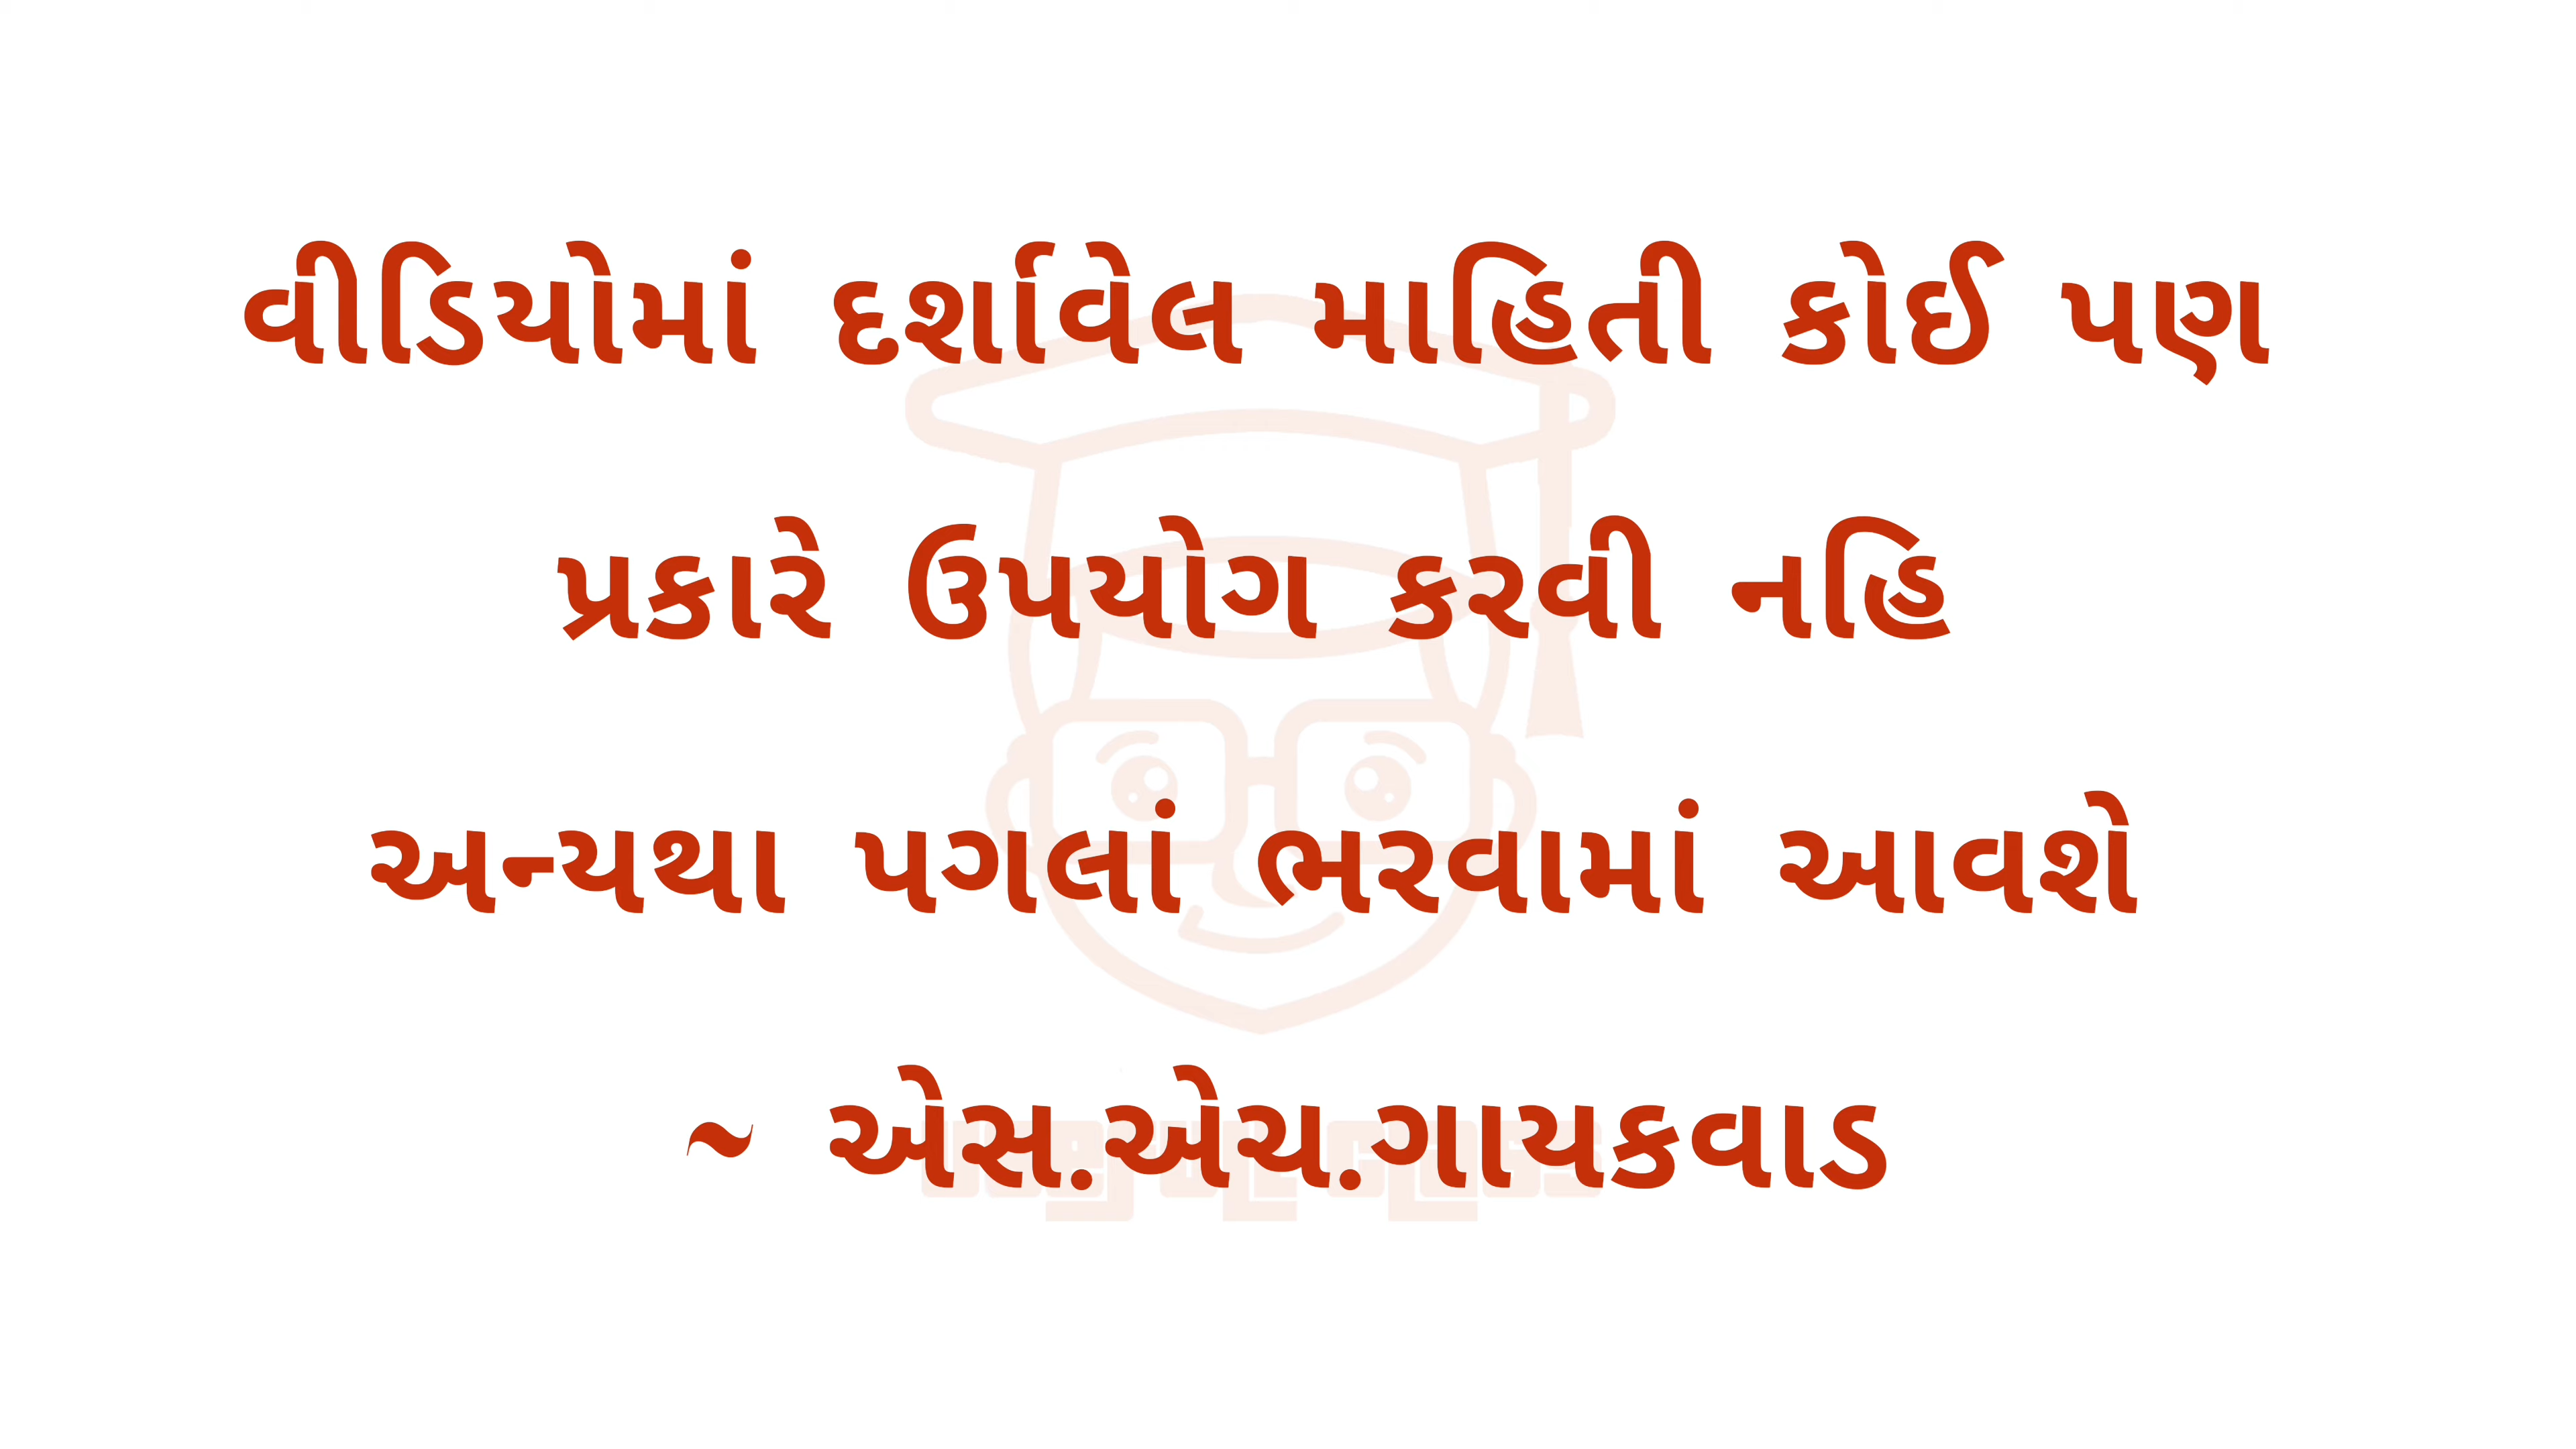 વીડિયોમાં દર્શાવેલ માહિતી કોઈ પણ
પ્રકારે ઉપયોગ કરવી નહિ
અન્યથા પગલાં ભરવામાં આવશે
~ એસ.એચ.ગાયકવાડ